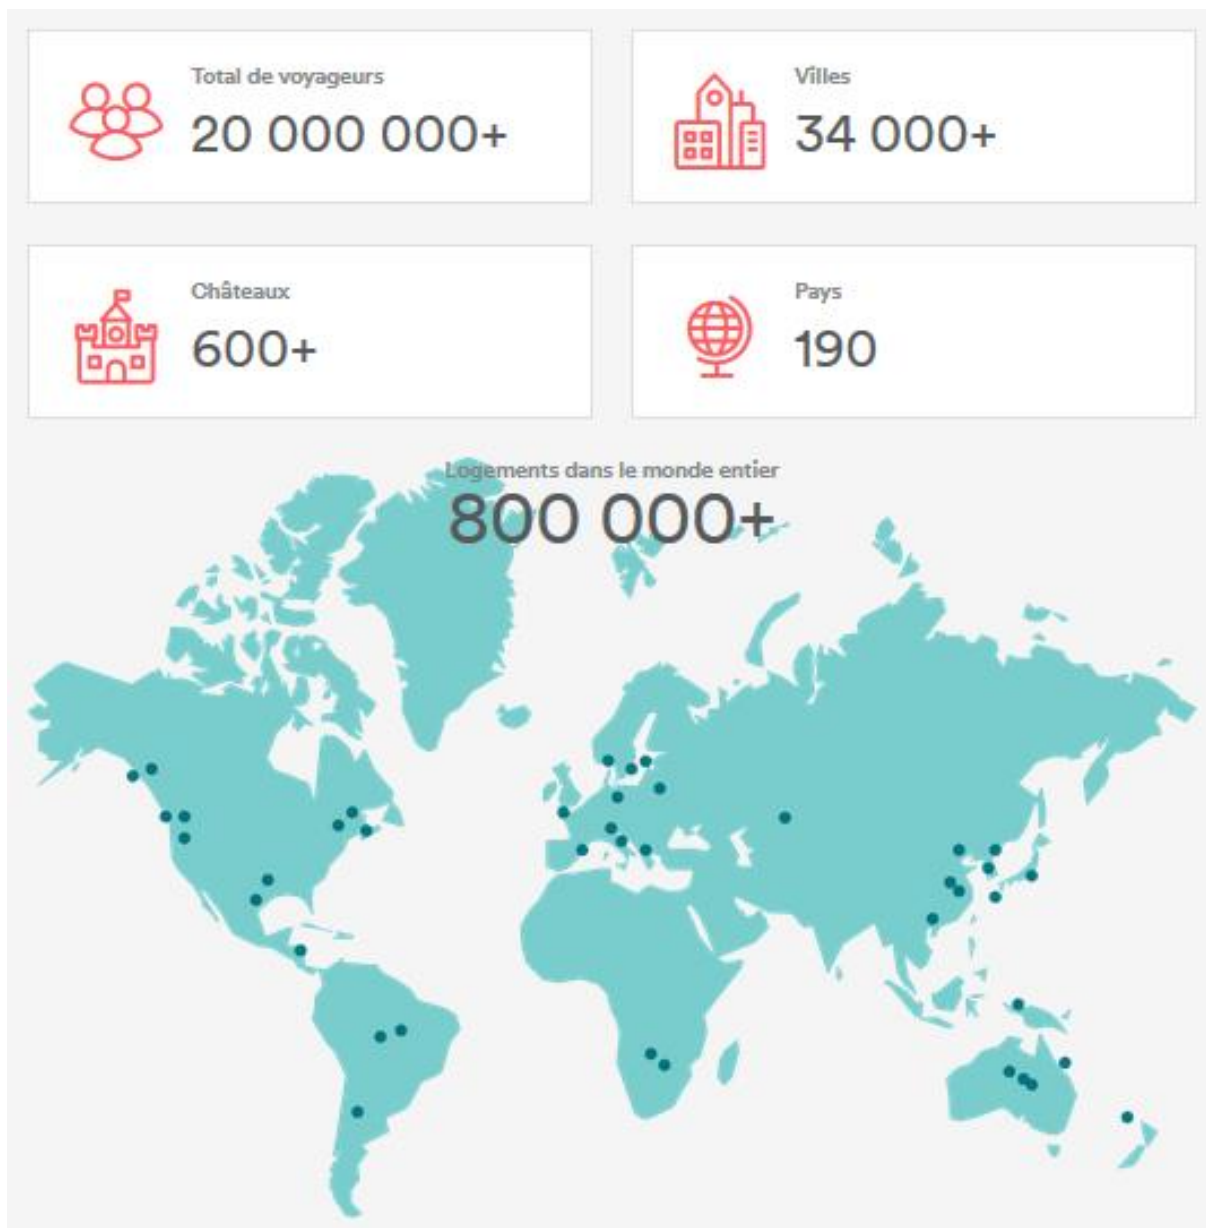 Total de voyageurs
20 000 000+
Villes
34 000+
Châteaux
600+
Pays
190
Logements dans le monde entier
800 000+